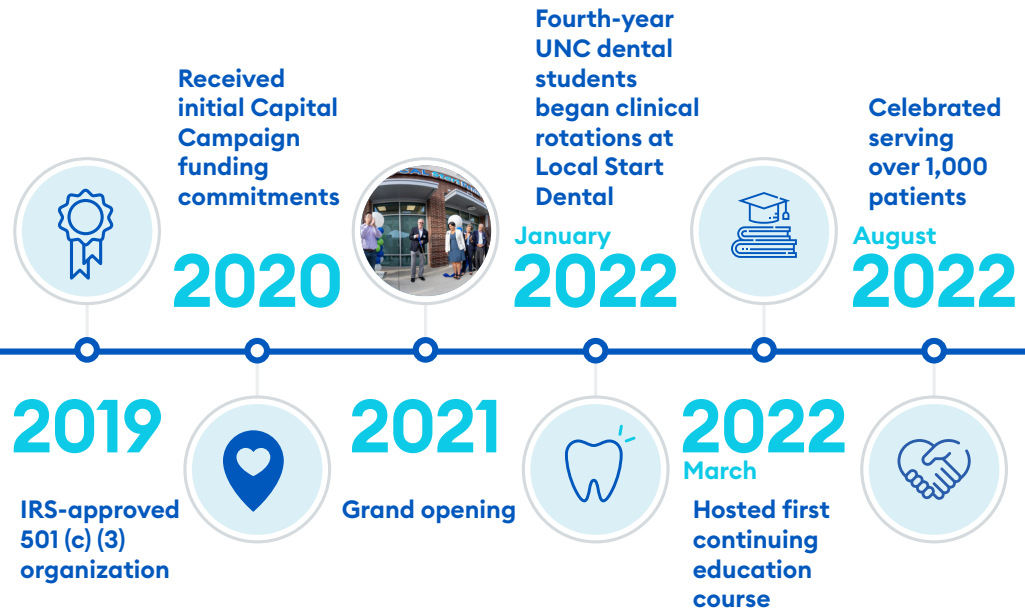 2019
IRS-approved
501 (c) (3)
organization
Received
initial Capital
Campaign
funding
commitments
2020
2021
Grand opening
Fourth-year
UNC dental
students
began clinical
rotations at
Local Start
Dental
January
2022
2022
March
Hosted first
continuing
education
course
Celebrated
serving
over 1,000
patients
August
2022